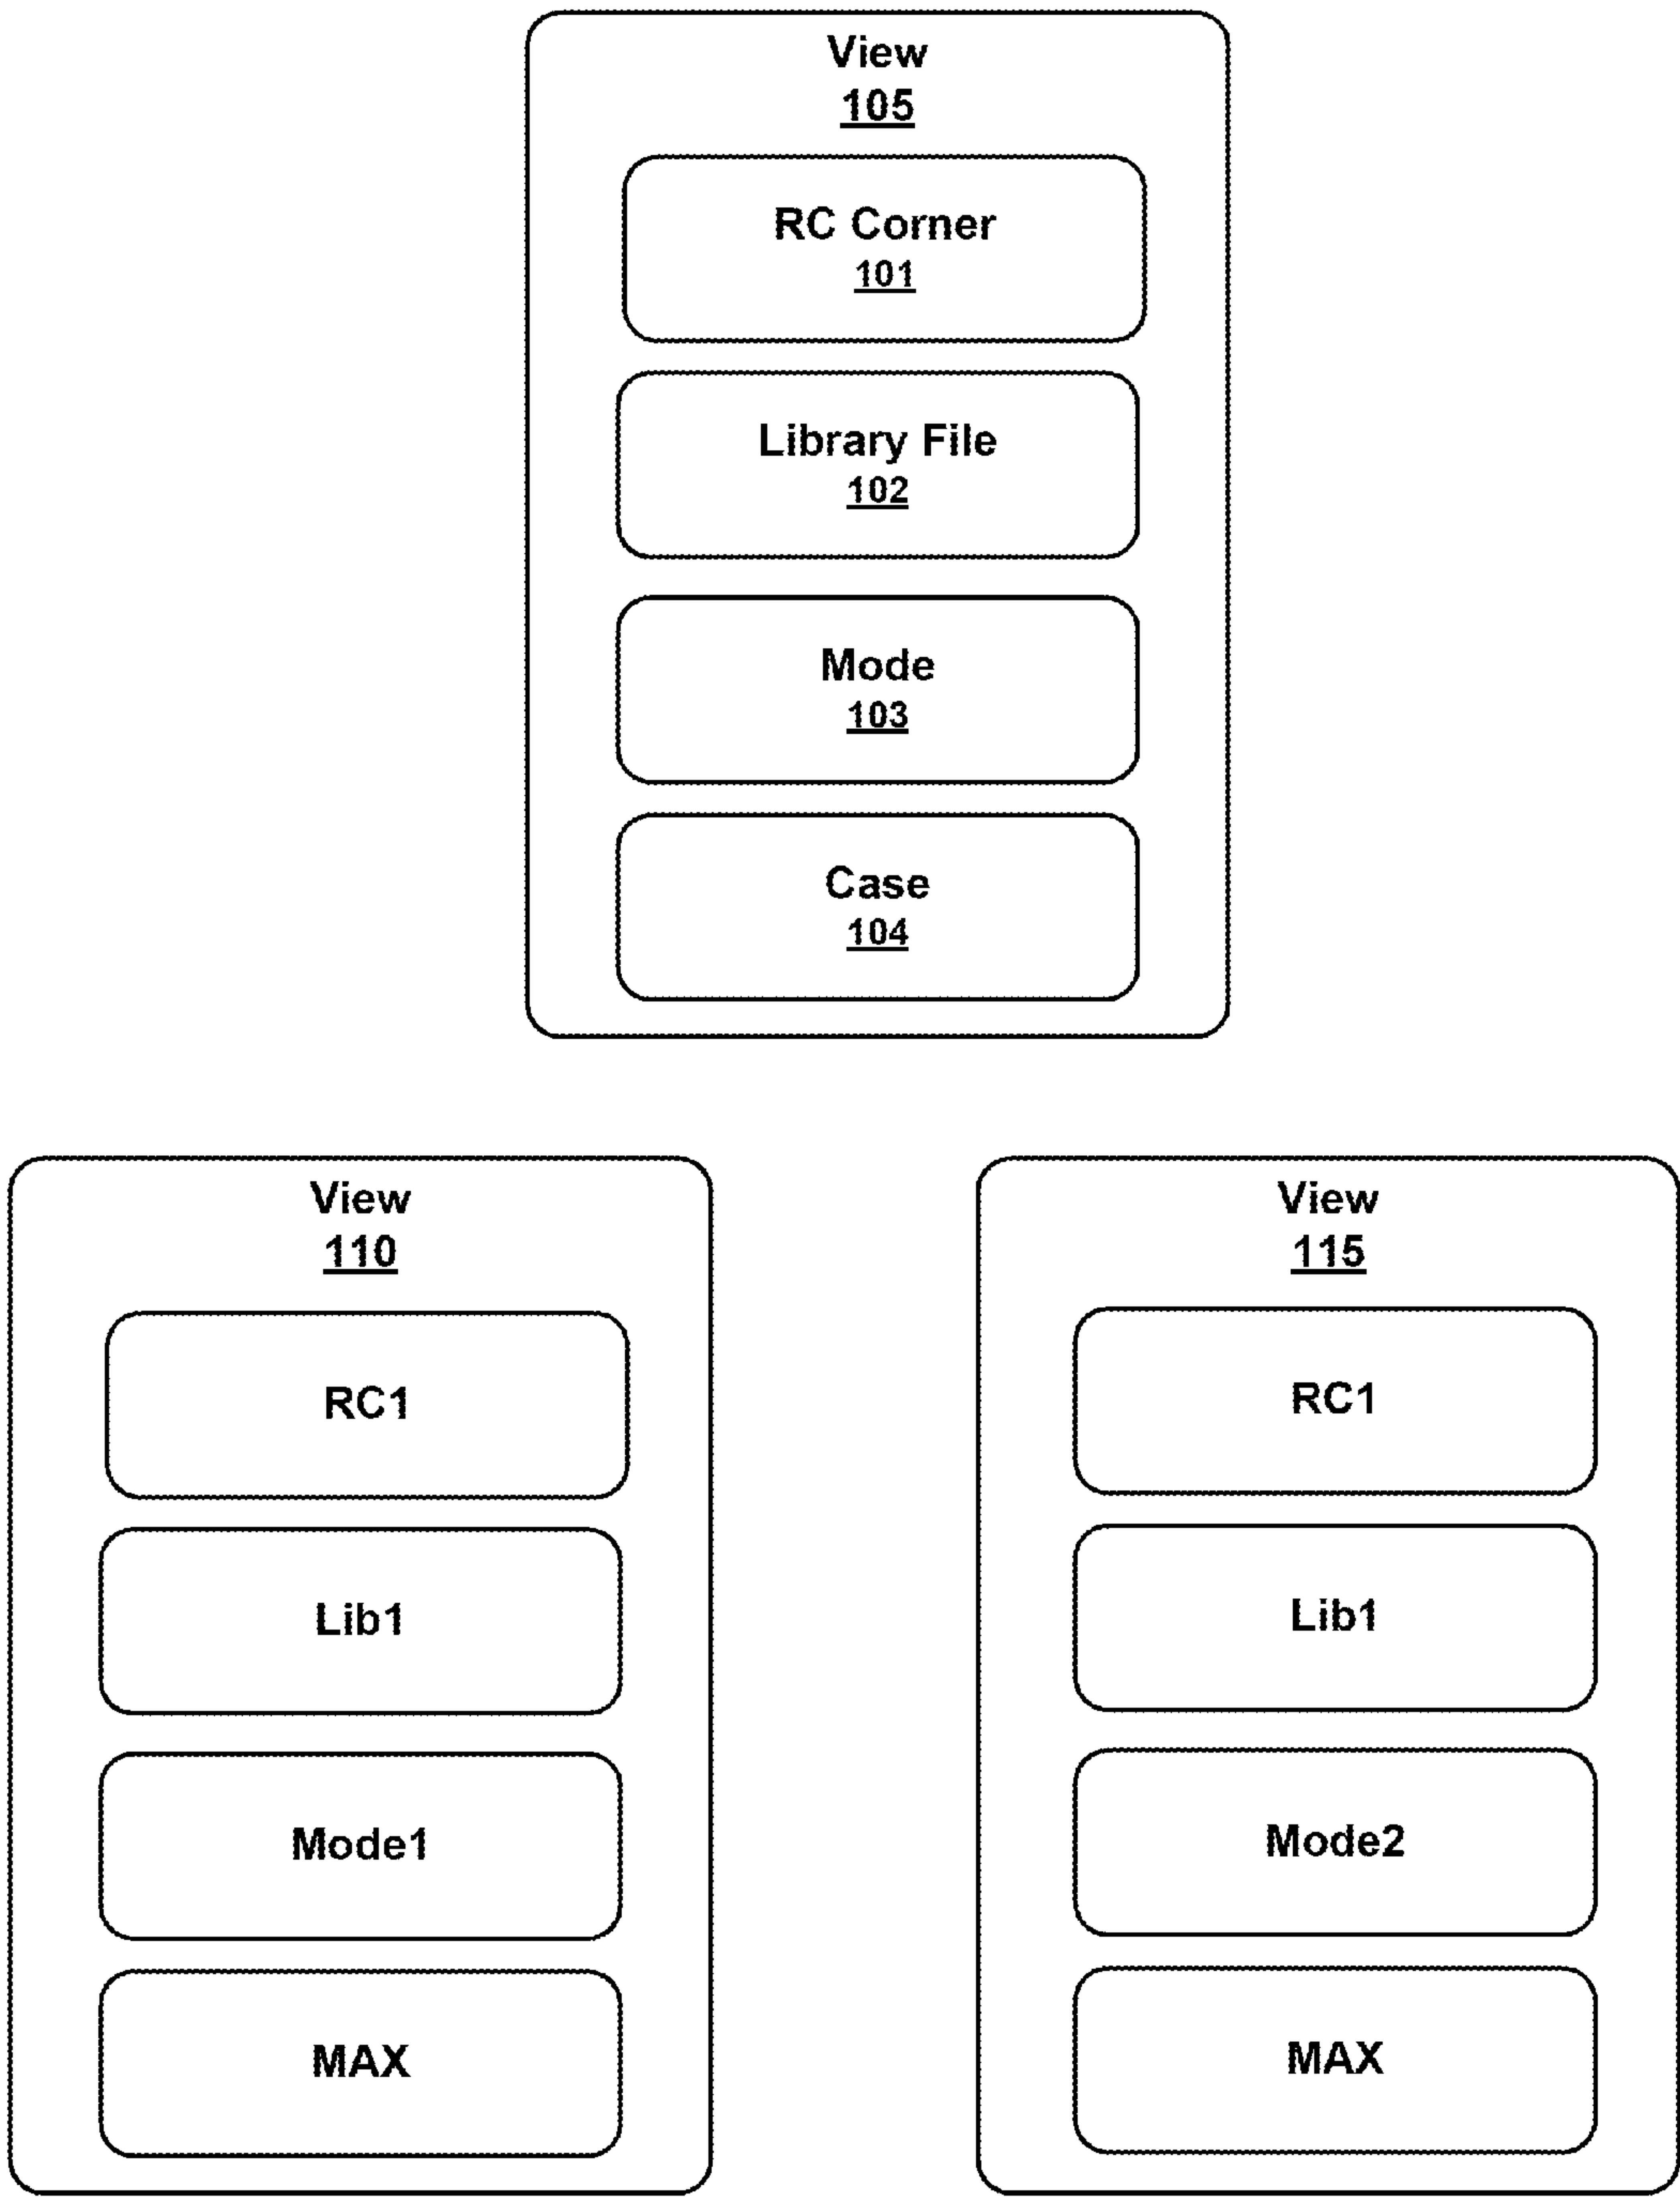 View
105
RC Corner
101
Library File
102
Mode
103
Case
104
View
110
RC1
Lib1
Mode1
MAX
View
115
RC1
Lib1
Mode2
MAX